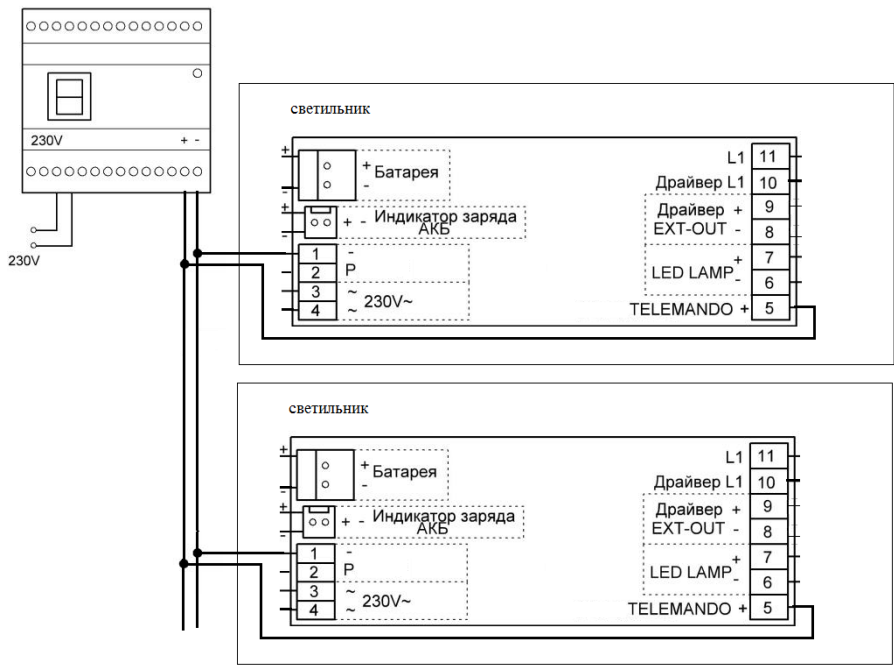 230V + -
230V
светильник
+ + Батарея
- -
+ + - Индикатор заряда
- АКБ
1 -
2 P
3 ~
230V~
4 ~
L1 11
Драйвер L1 10
Драйвер + 9
EXT-OUT - 8
+ 7
LED LAMP
- 6
TELEMANDO + 5
светильник
+ + Батарея
- -
+ + - Индикатор заряда
- АКБ
1 -
2 P
3 ~
230V~
4 ~
L1 11
Драйвер L1 10
Драйвер + 9
EXT-OUT - 8
+ 7
LED LAMP
- 6
TELEMANDO + 5